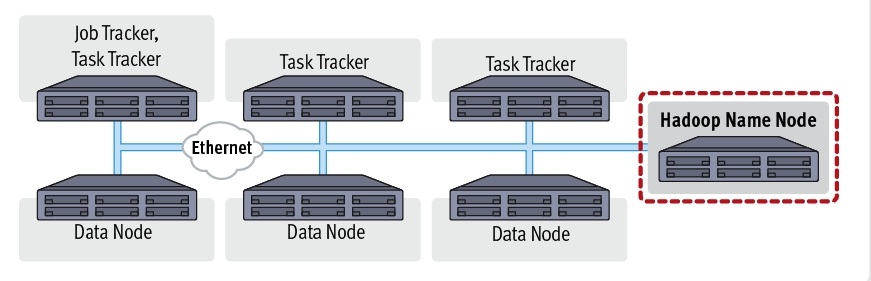 Job Tracker,
Task Tracker
Task Tracker
Task Tracker
Hadoop Name Node
Ethernet
Data Node
Data Node
Data Node